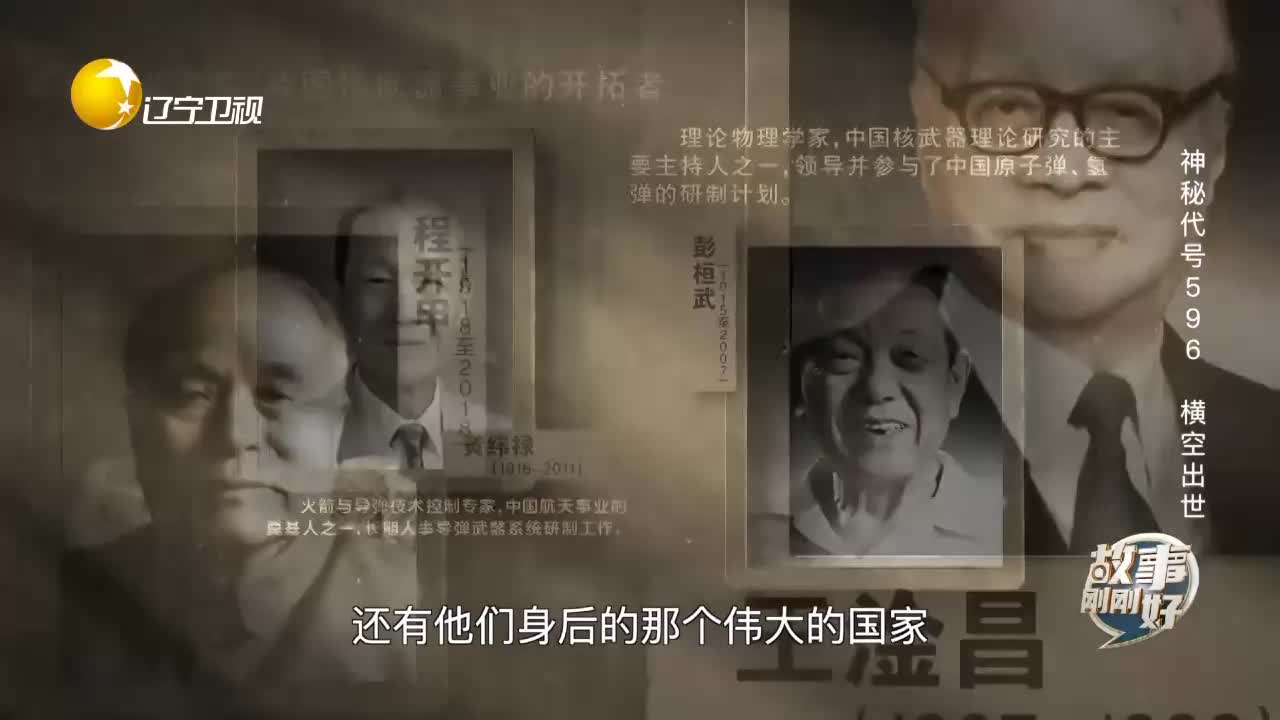 辽宁卫视
事业的开拓者
理论物理学家，中国核武器理论研究的主
要主持人之一，领导并参与了中国原子弹、氢
弹的研制计划。
神秘代号596 横空出世
程开甲
1918至2018
彭桓武
1915至2007
黄纬禄
(1916-2011)
火箭与导弹技术控制专家，中国航天事业的
奠基人之一，长期从事导弹武器系统研制工作。
故事
刚刚好
还有他们身后的那个伟大的国家
王淦昌